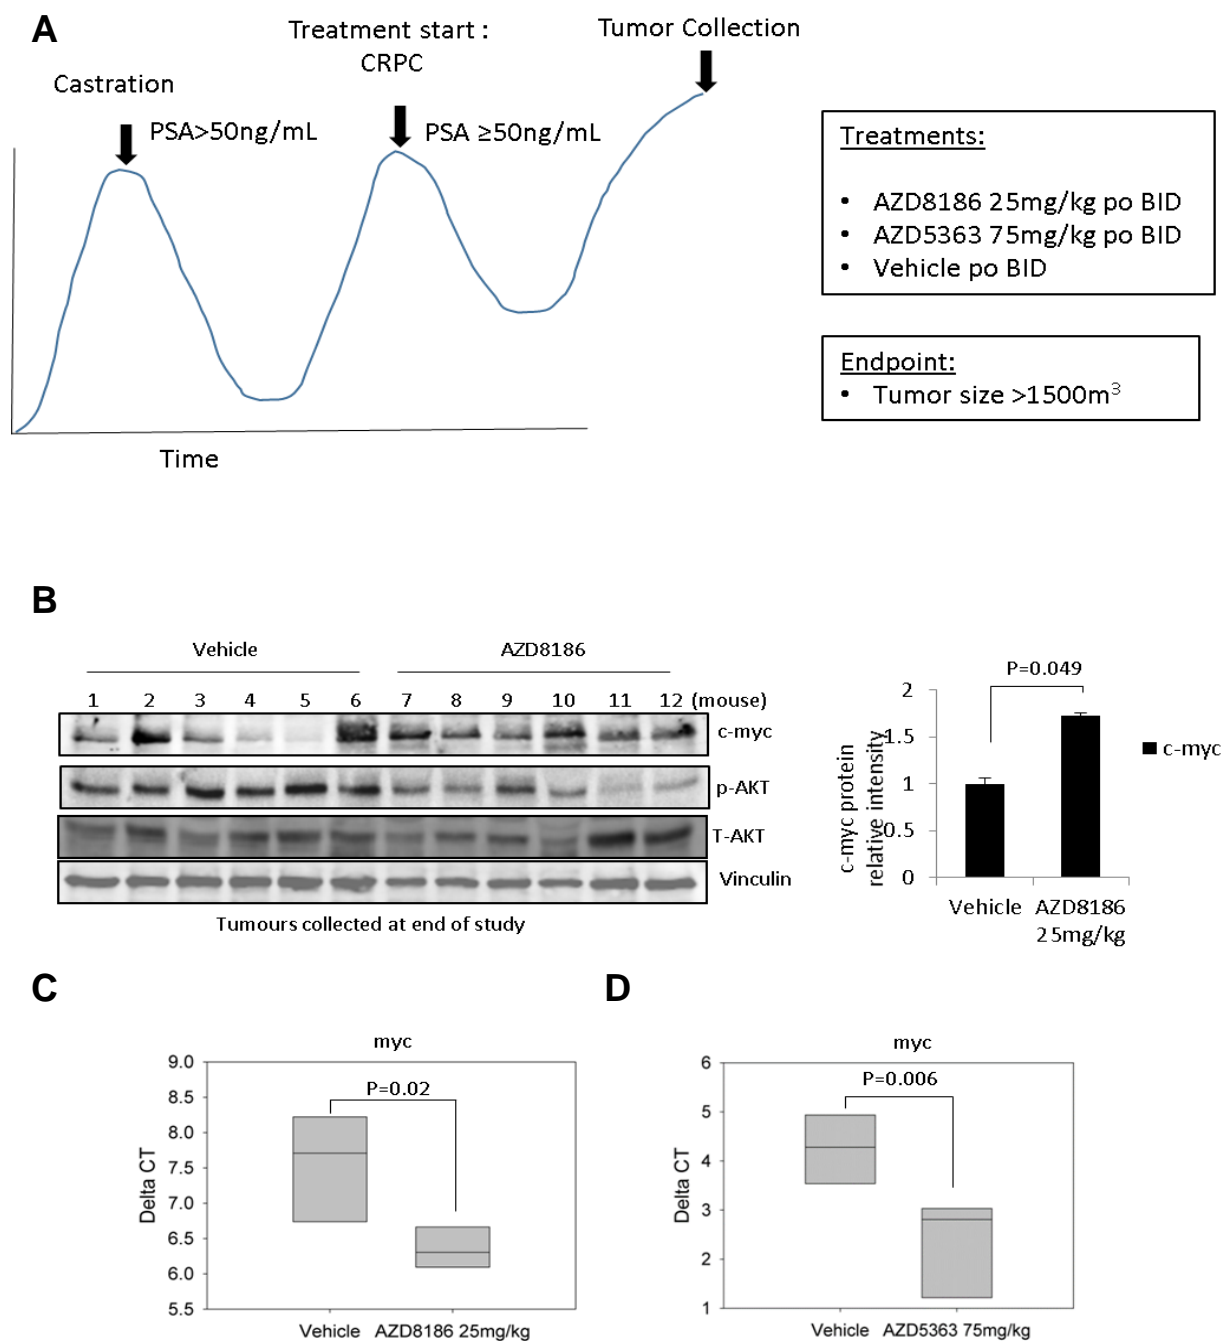 A
Treatment start :
CRPC
Tumor Collection
Castration
PSA>50ng/mL
PSA ≥50ng/mL
Time
Treatments:
• AZD8186 25mg/kg po BID
• AZD5363 75mg/kg po BID
• Vehicle po BID
Endpoint:
• Tumor size >1500m³
B
Vehicle
AZD8186
1 2 3 4 5 6 7 8 9 10 11 12 (mouse)
c-myc
p-AKT
T-AKT
Vinculin
Tumours collected at end of study
P=0.049
c-myc protein
relative intensity
2
1.5
1
0.5
0
c-myc
Vehicle
AZD8186
25mg/kg
C
myc
P=0.02
Delta CT
9.0
8.5
8.0
7.5
7.0
6.5
6.0
5.5
Vehicle
AZD8186 25mg/kg
D
myc
P=0.006
Delta CT
6
5
4
3
2
1
Vehicle
AZD5363 75mg/kg